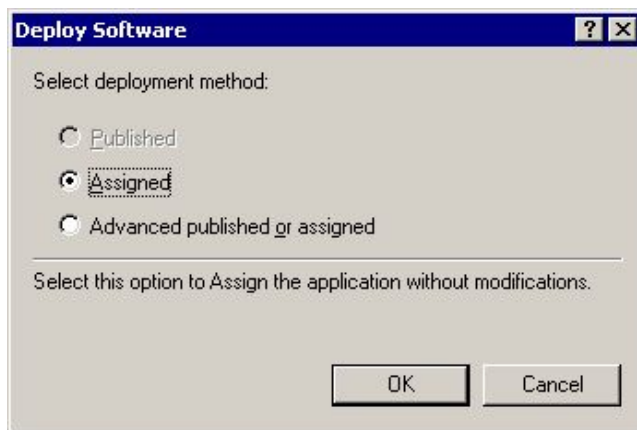 Deploy Software
Select deployment method:
Published
Assigned
Advanced published or assigned
Select this option to Assign the application without modifications.
OK
Cancel